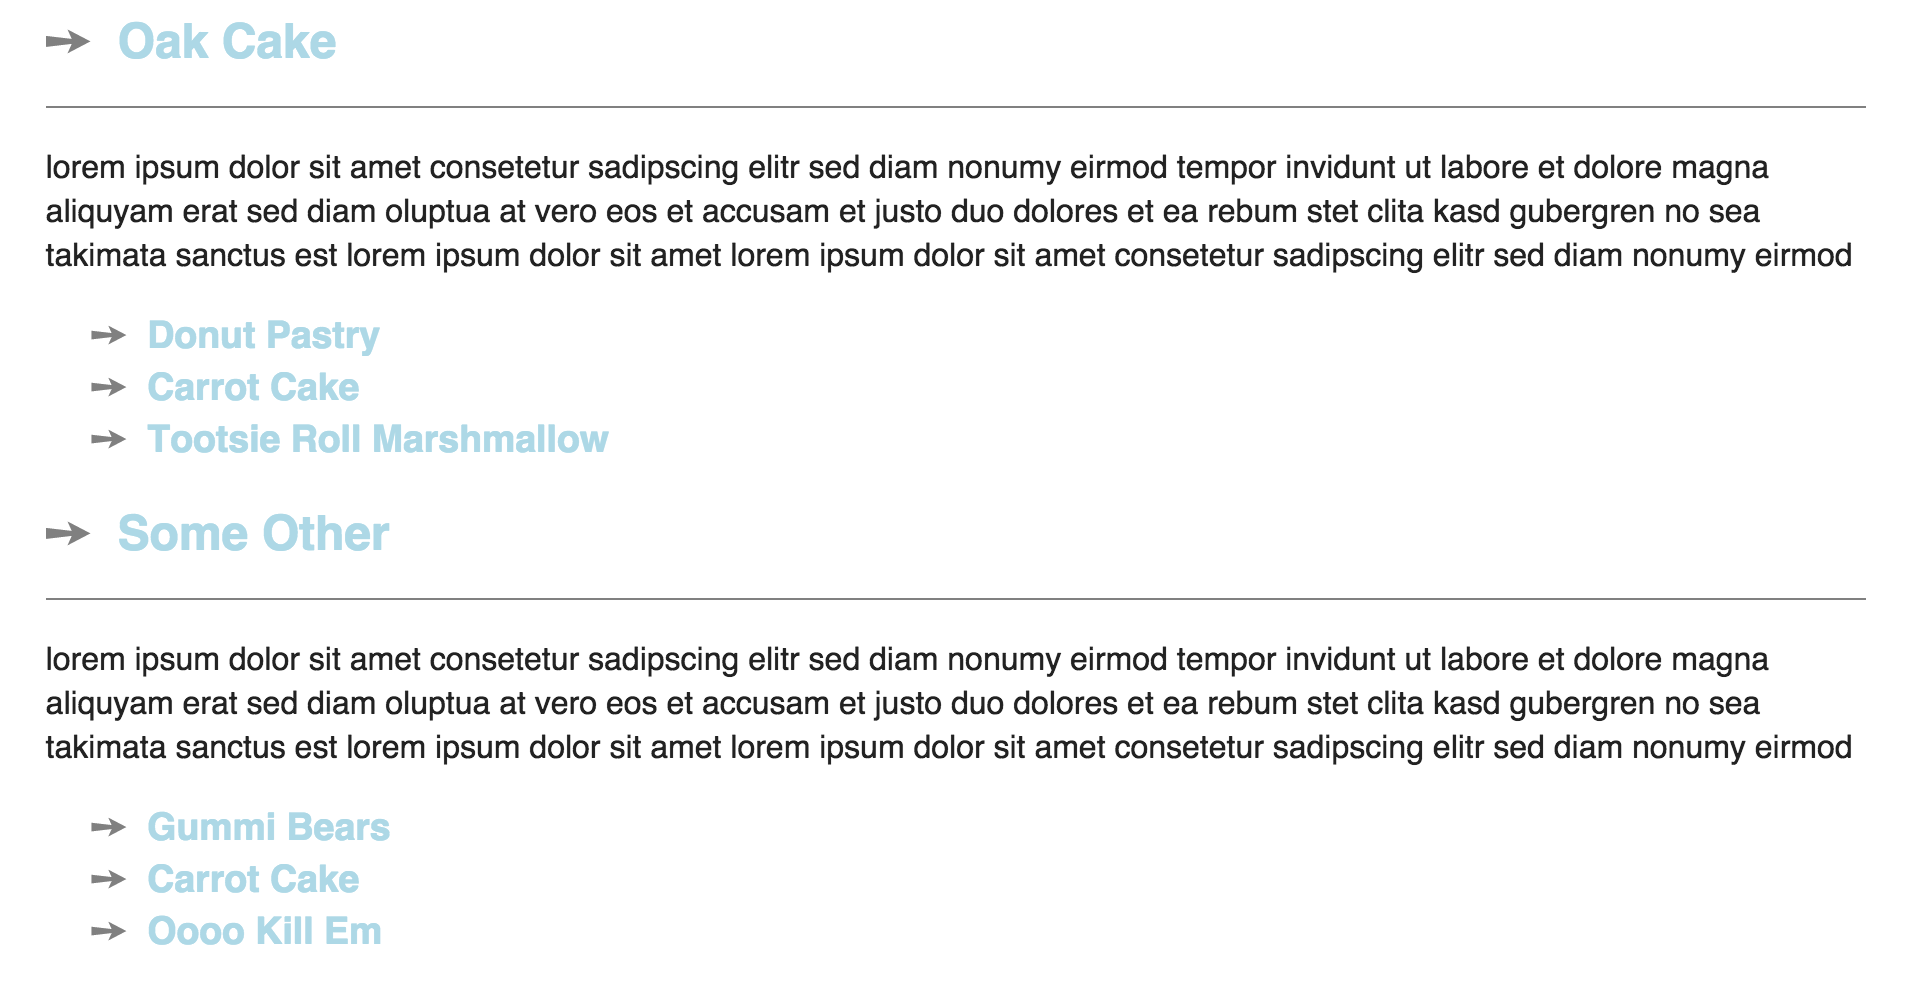 ➛ Oak Cake
lorem ipsum dolor sit amet consetetur sadipscing elitr sed diam nonumy eirmod tempor invidunt ut labore et dolore magna
aliquyam erat sed diam oluptua at vero eos et accusam et justo duo dolores et ea rebum stet clita kasd gubergren no sea
takimata sanctus est lorem ipsum dolor sit amet lorem ipsum dolor sit amet consetetur sadipscing elitr sed diam nonumy eirmod
➛ Donut Pastry
➛ Carrot Cake
➛ Tootsie Roll Marshmallow
➛ Some Other
lorem ipsum dolor sit amet consetetur sadipscing elitr sed diam nonumy eirmod tempor invidunt ut labore et dolore magna
aliquyam erat sed diam oluptua at vero eos et accusam et justo duo dolores et ea rebum stet clita kasd gubergren no sea
takimata sanctus est lorem ipsum dolor sit amet lorem ipsum dolor sit amet consetetur sadipscing elitr sed diam nonumy eirmod
➛ Gummi Bears
➛ Carrot Cake
➛ Oooo Kill Em